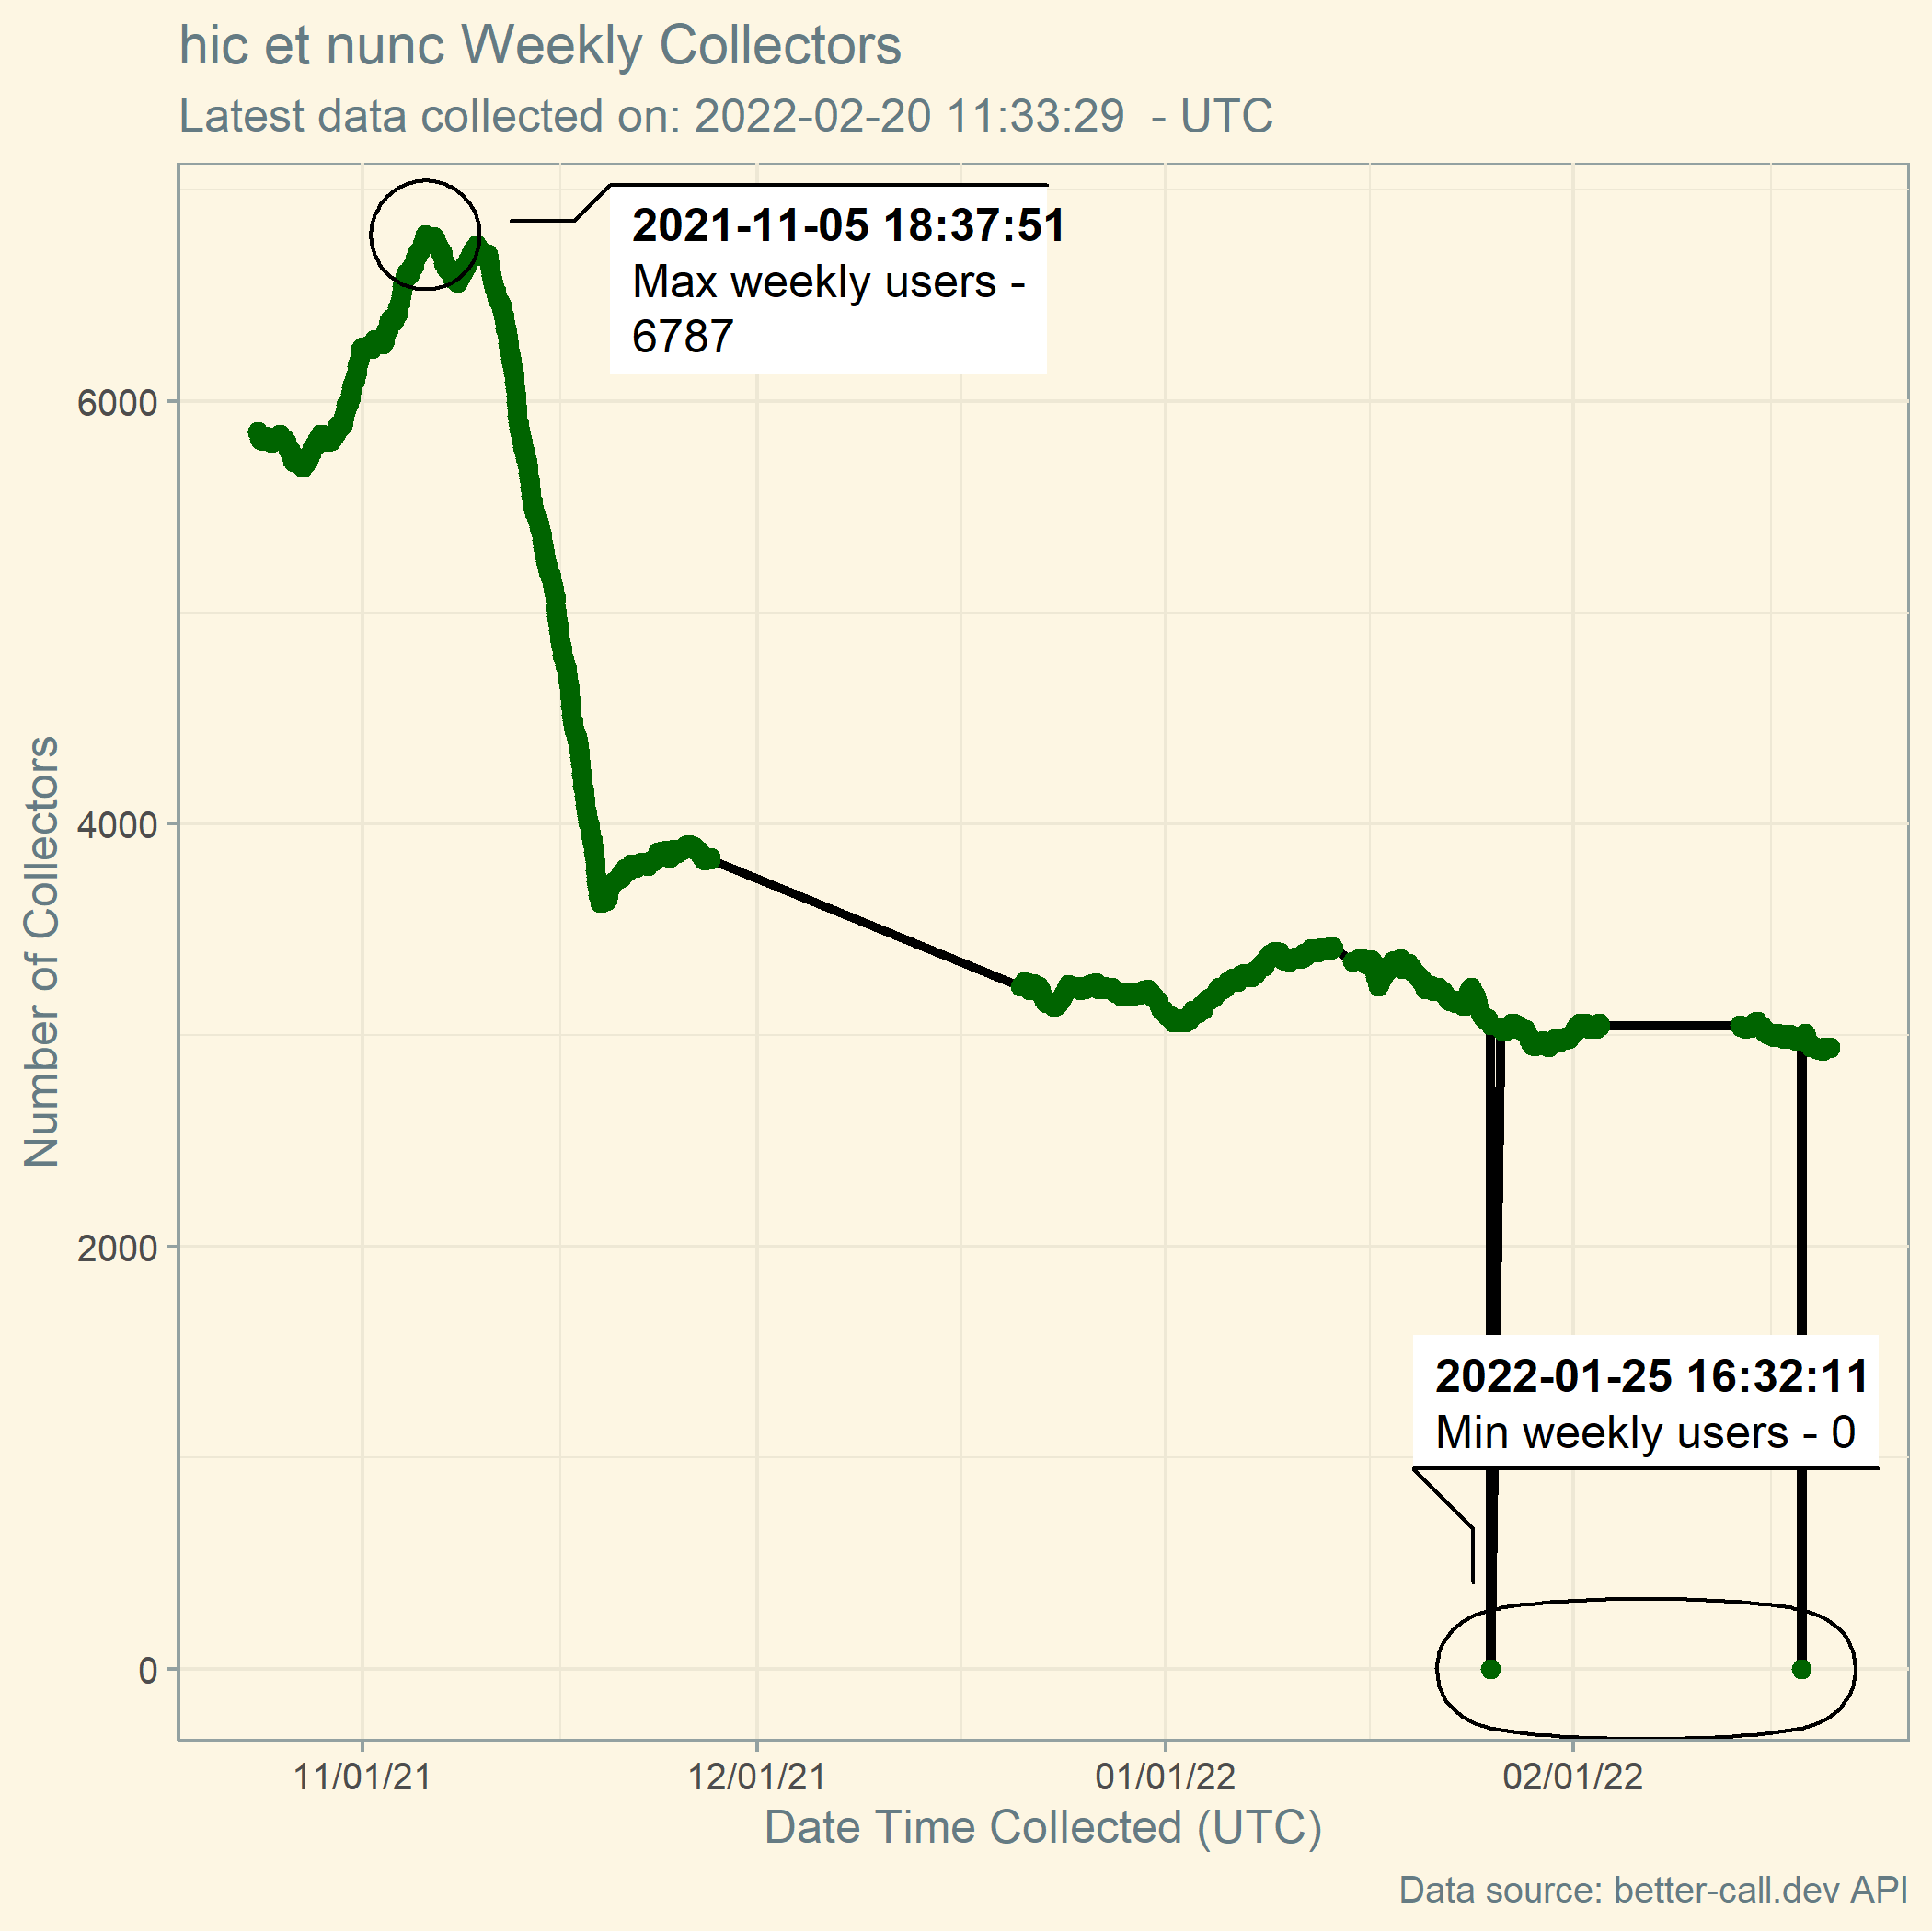 hic et nunc Weekly Collectors
Latest data collected on: 2022-02-20 11:33:29  - UTC
2021-11-05 18:37:51
Max weekly users -
6787
6000
4000
2000
0
Number of Collectors
2022-01-25 16:32:11
Min weekly users - 0
11/01/21
12/01/21
01/01/22
02/01/22
Date Time Collected (UTC)
Data source: better-call.dev API